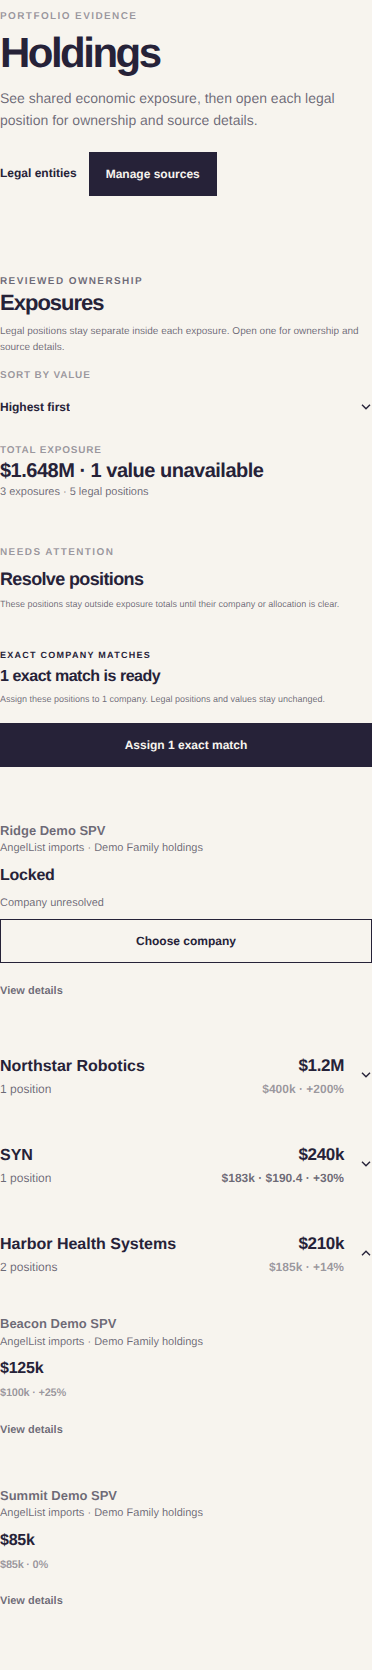 PORTFOLIO EVIDENCE
Holdings
See shared economic exposure, then open each legal
position for ownership and source details.
Legal entities
Manage sources
REVIEWED OWNERSHIP
Exposures
Legal positions stay separate inside each exposure. Open one for ownership and
source details.
SORT BY VALUE
Highest first
TOTAL EXPOSURE
$1.648M · 1 value unavailable
3 exposures · 5 legal positions
NEEDS ATTENTION
Resolve positions
These positions stay outside exposure totals until their company or allocation is clear.
EXACT COMPANY MATCHES
1 exact match is ready
Assign these positions to 1 company. Legal positions and values stay unchanged.
Assign 1 exact match
Ridge Demo SPV
AngelList imports · Demo Family holdings
Locked
Company unresolved
Choose company
View details
Northstar Robotics $1.2M
1 position $400k · +200%
SYN $240k
1 position $183k · $190.4 · +30%
Harbor Health Systems $210k
2 positions $185k · +14%
Beacon Demo SPV
AngelList imports · Demo Family holdings
$125k
$100k · +25%
View details
Summit Demo SPV
AngelList imports · Demo Family holdings
$85k
$85k · 0%
View details